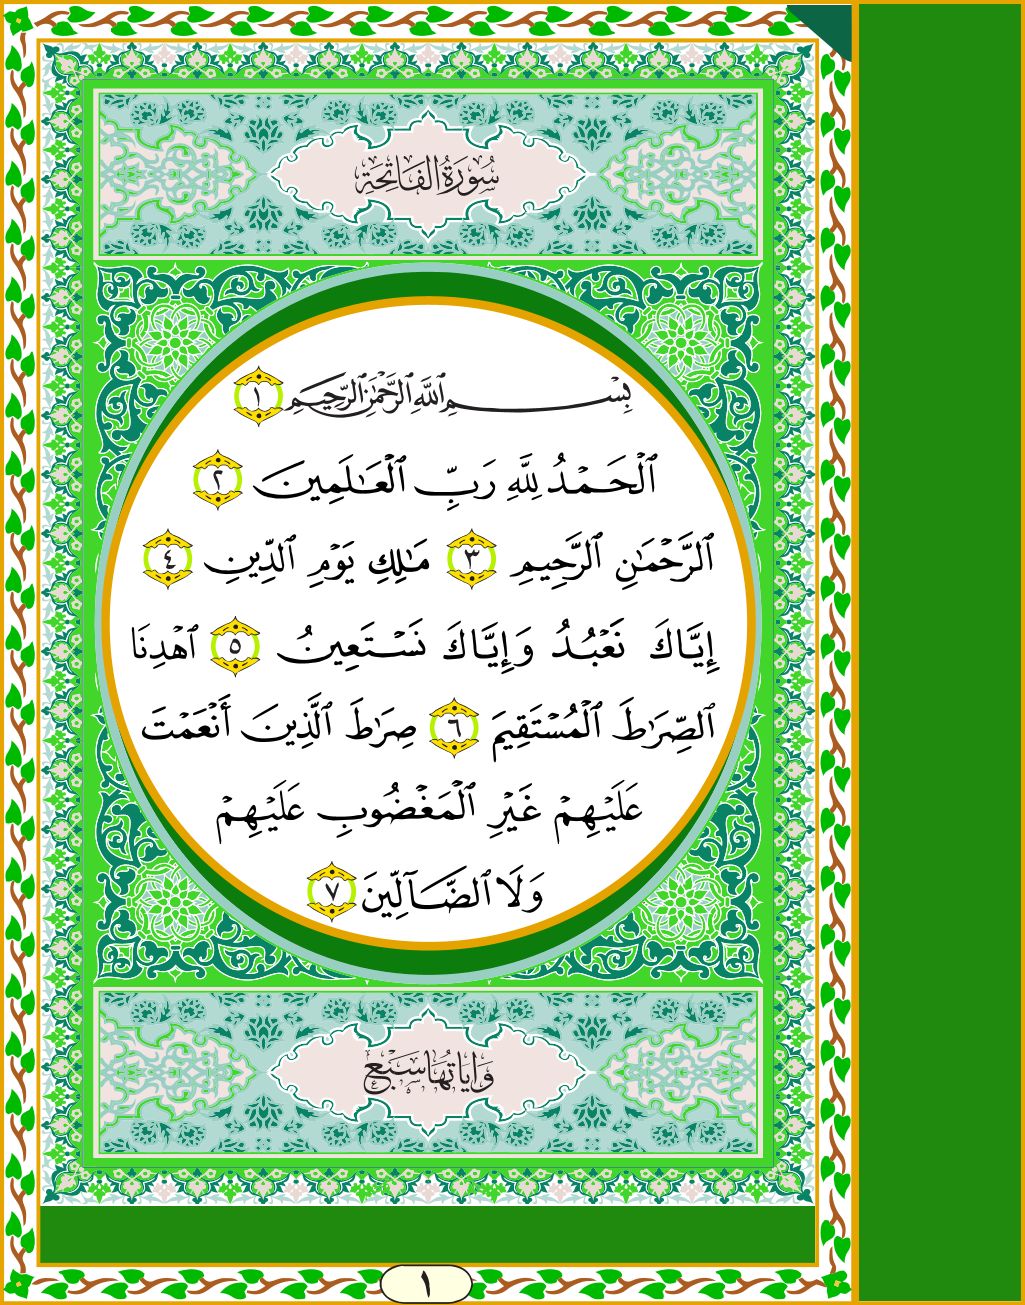 سُورَةُ الفَاتِحَةِ
بِسْمِ ٱللَّهِ ٱلرَّحْمَٰنِ ٱلرَّحِيمِ ١
ٱلْحَمْدُ لِلَّهِ رَبِّ ٱلْعَٰلَمِينَ ٢
ٱلرَّحْمَٰنِ ٱلرَّحِيمِ ٣ مَٰلِكِ يَوْمِ ٱلدِّينِ ٤
إِيَّاكَ نَعْبُدُ وَإِيَّاكَ نَسْتَعِينُ ٥ ٱهْدِنَا
ٱلصِّرَٰطَ ٱلْمُسْتَقِيمَ ٦ صِرَٰطَ ٱلَّذِينَ أَنْعَمْتَ
عَلَيْهِمْ غَيْرِ ٱلْمَغْضُوبِ عَلَيْهِمْ
وَلَا ٱلضَّآلِّينَ ٧
وَاٰيَاتُهَا سَبْعٌ
١